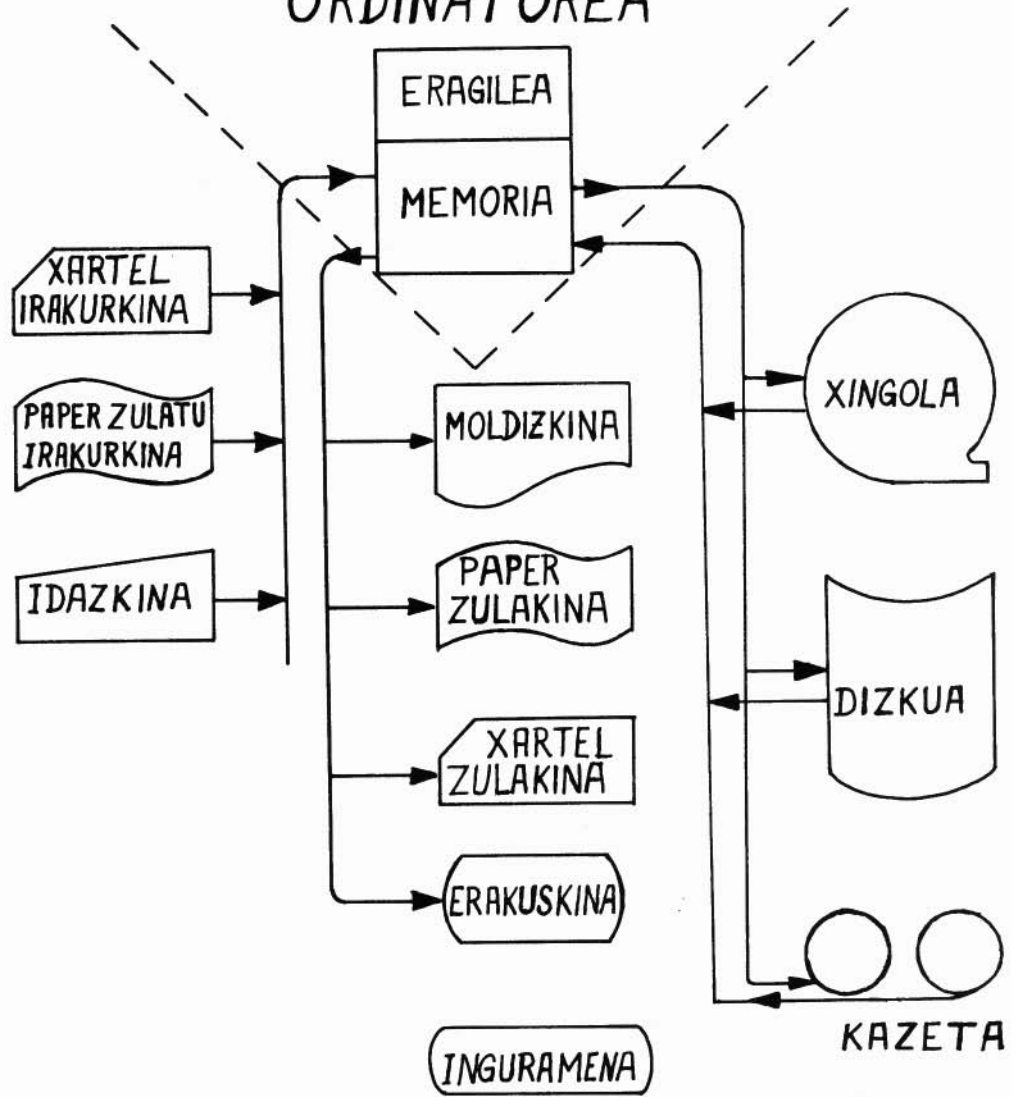 ORDINATOREA
ERAGILEA
MEMORIA
XARTEL
IRAKURKINA
PAPER ZULATU
IRAKURKINA
IDAZKINA
MOLDIZKINA
PAPER
ZULAKINA
XARTEL
ZULAKINA
ERAKUSKINA
XINGOLA
DIZKUA
KAZETA
INGURAMENA